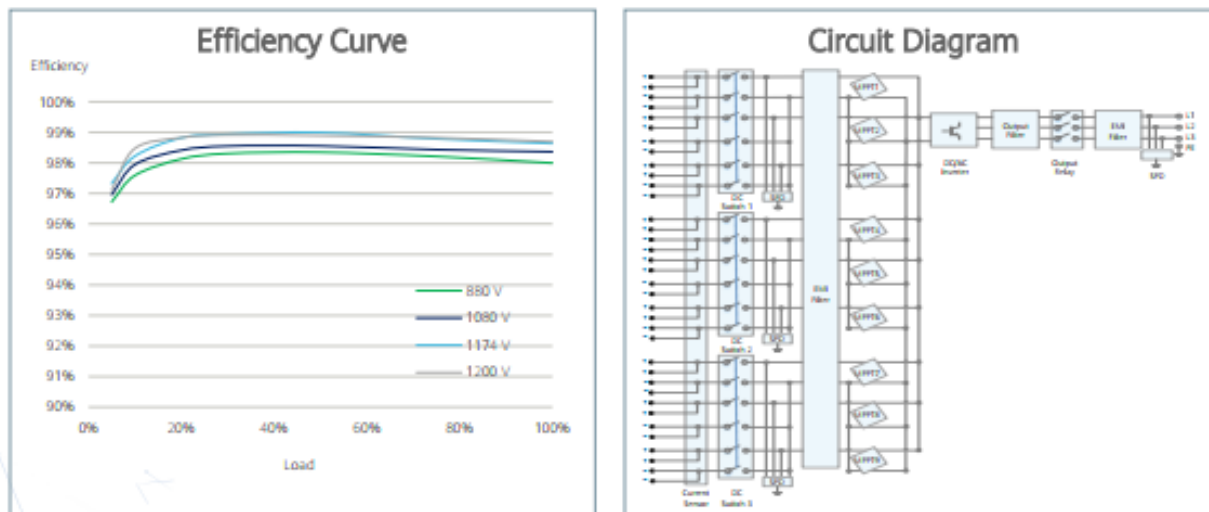 Efficiency Curve
Efficiency
100%
99%
98%
97%
96%
95%
94%
93%
92%
91%
90%
0%
20%
40%
60%
80%
100%
Load
880 V
1080 V
1174 V
1200 V
Circuit Diagram
MPPT1
MPPT2
MPPT3
MPPT4
MPPT5
MPPT6
MPPT7
MPPT8
MPPT9
DC
Switch 1
SPD
DC
Switch 2
SPD
DC
Switch 3
SPD
Current
Sensor
EMI
Filter
DC/AC
Inverter
Output
Filter
Output
Relay
EMI
Filter
L1
L2
L3
PE
SPD